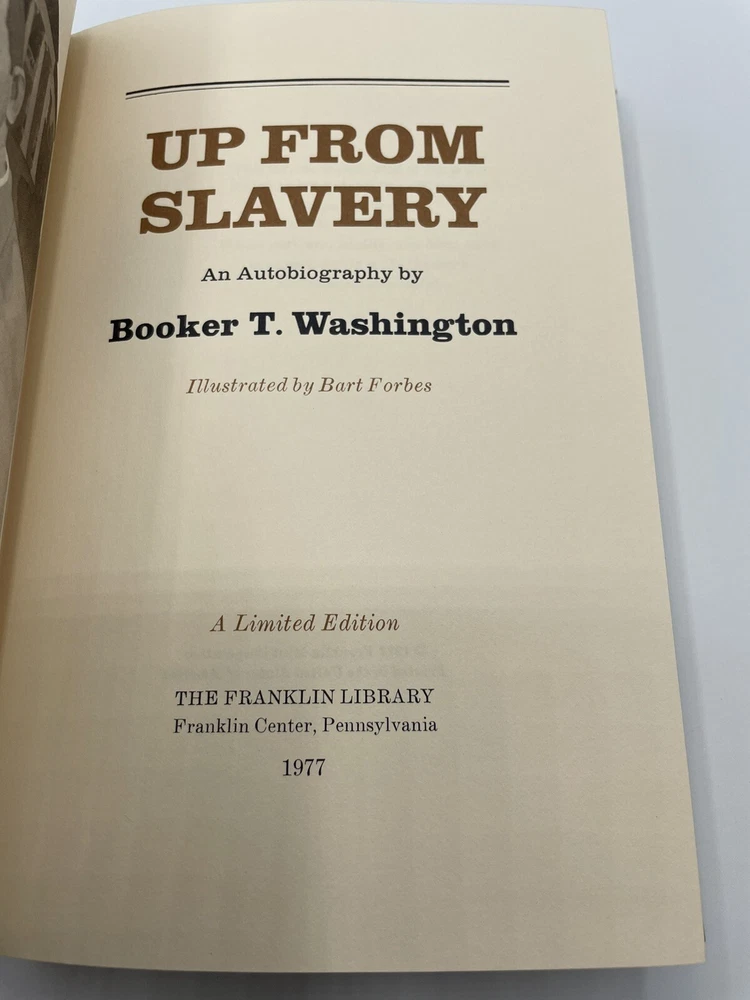 UP FROM
SLAVERY
An Autobiography by
Booker T. Washington
Illustrated by Bart Forbes
A Limited Edition
THE FRANKLIN LIBRARY
Franklin Center, Pennsylvania
1977